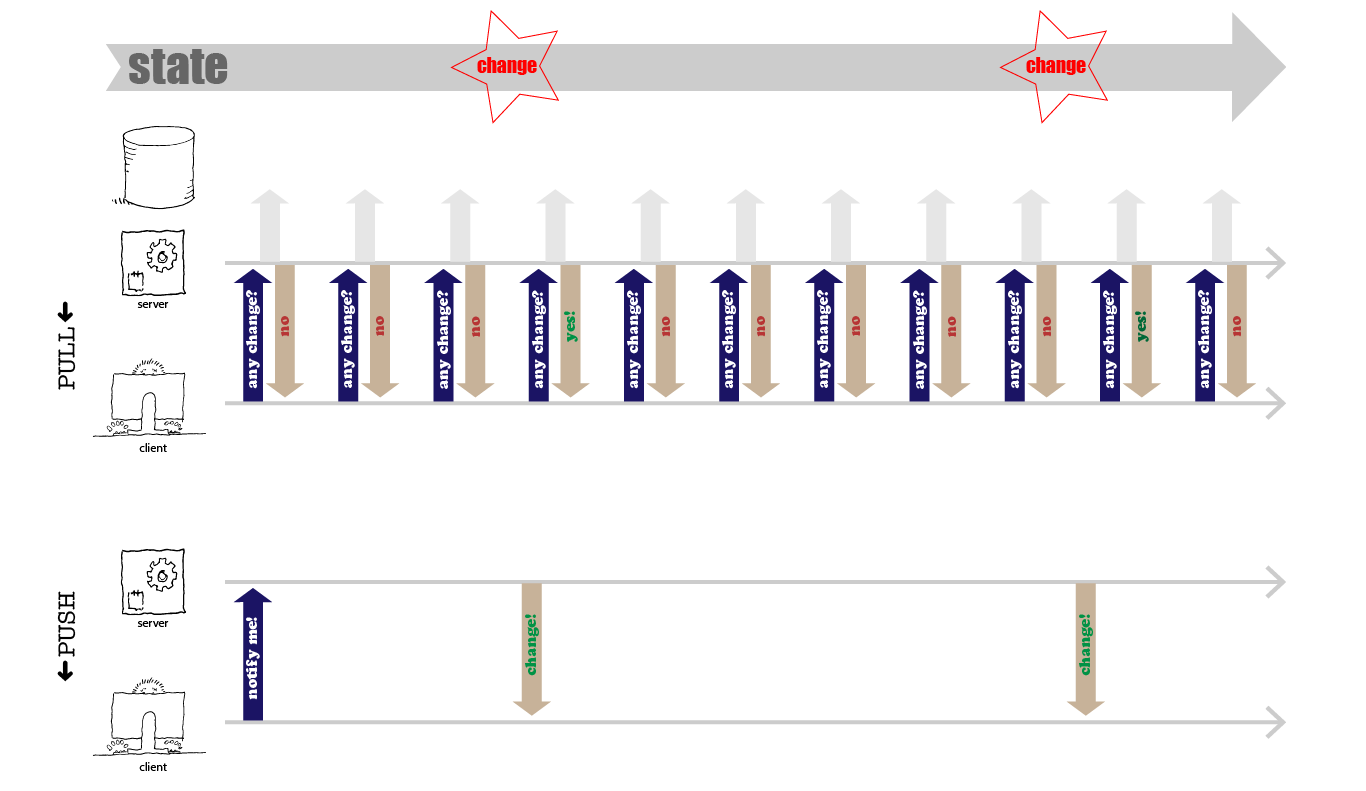 state
change
change
server
PULL
any change?
no
any change?
no
any change?
no
any change?
yes!
any change?
no
any change?
no
any change?
no
any change?
no
any change?
no
any change?
yes!
any change?
no
client
server
PUSH
notify me!
change!
change!
client